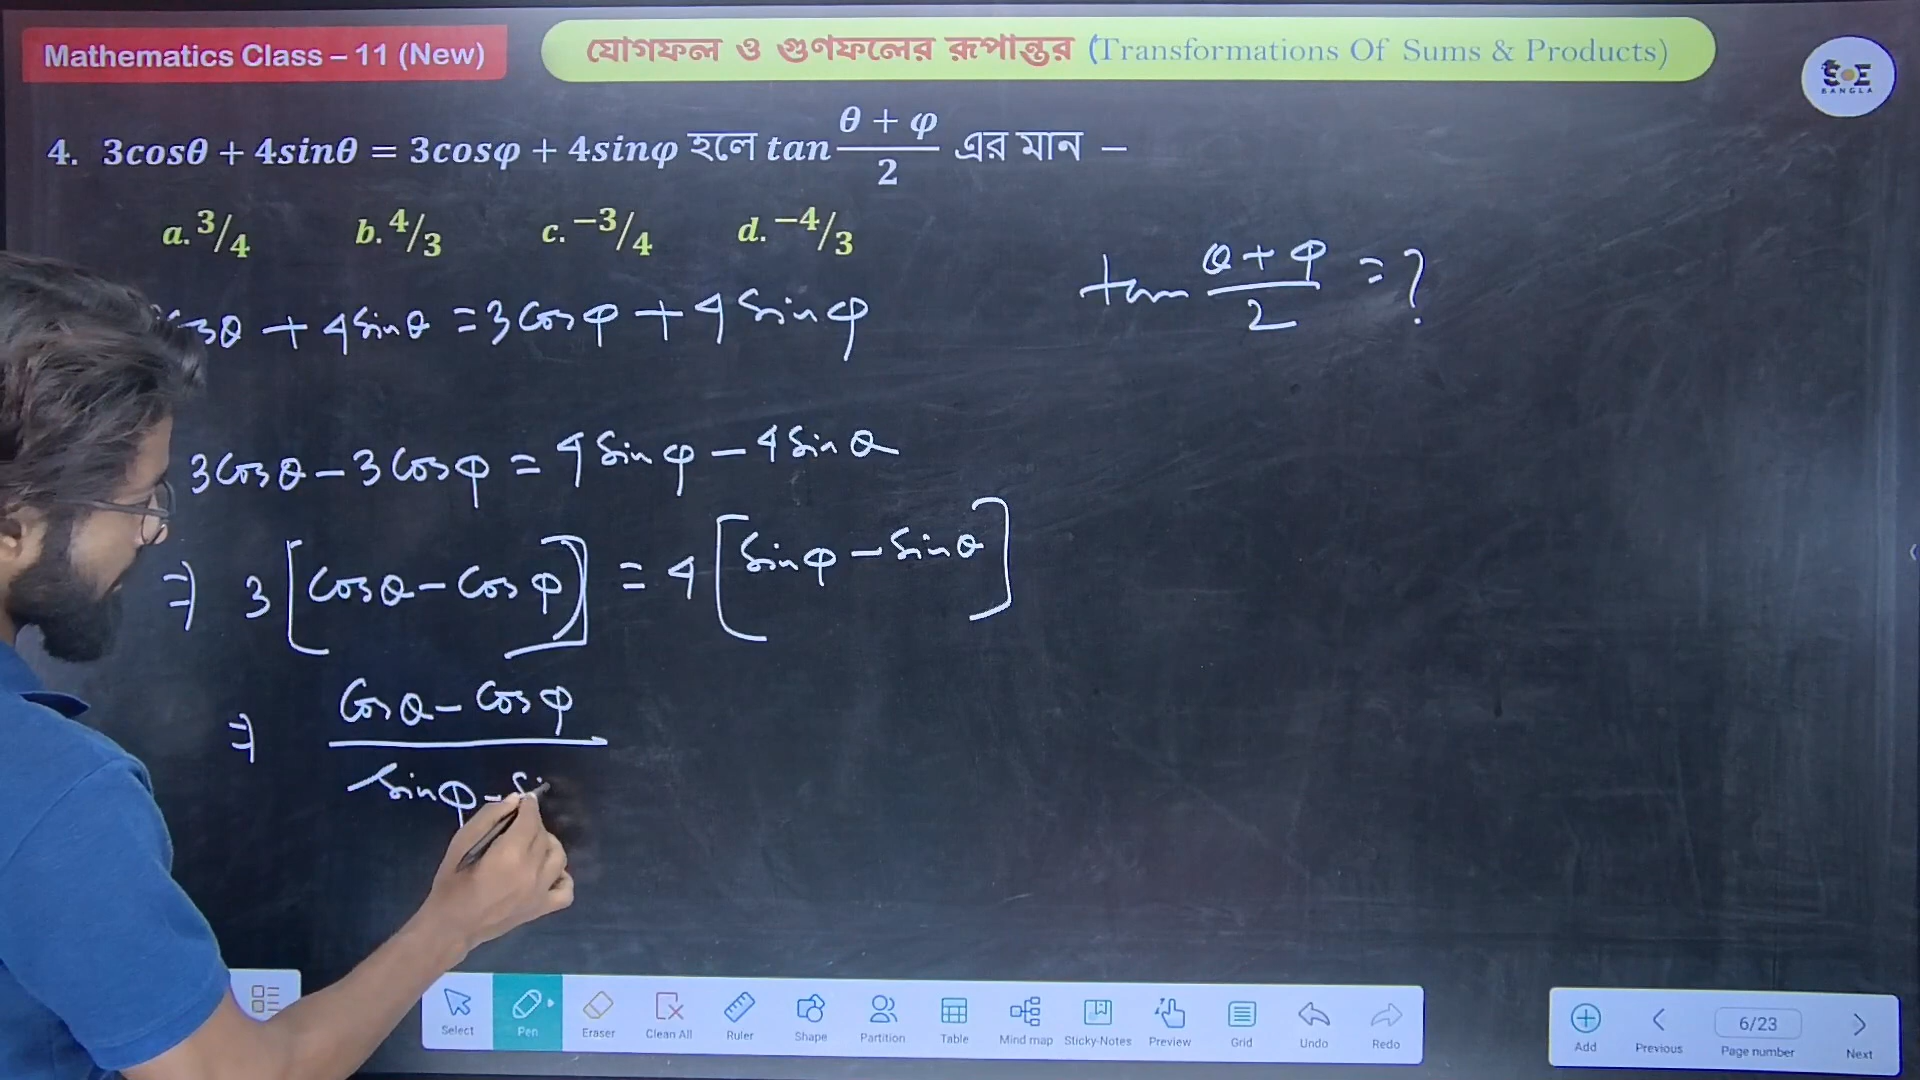 Mathematics Class – 11 (New)
যোগফল ও গুণফলের রূপান্তর (Transformations Of Sums & Products)
SOE
BANGLA
4. 3cosθ + 4sinθ = 3cosφ + 4sinφ হলে tan (θ + φ)/2 এর মান –
a. 3/4 b. 4/3 c. −3/4 d. −4/3
tan (θ+φ)/2 = ?
θ + 4sinθ = 3cosφ + 4sinφ
3cosθ – 3cosφ = 4sinφ – 4sinθ
⇒ 3[cosθ – cosφ] = 4[sinφ – sinθ]
⇒ cosθ – cosφ
sinφ – si
Select Pen Eraser Clean All Ruler Shape Partition Table Mind map Sticky-Notes Preview Grid Undo Redo
Add Previous 6/23 Page number Next